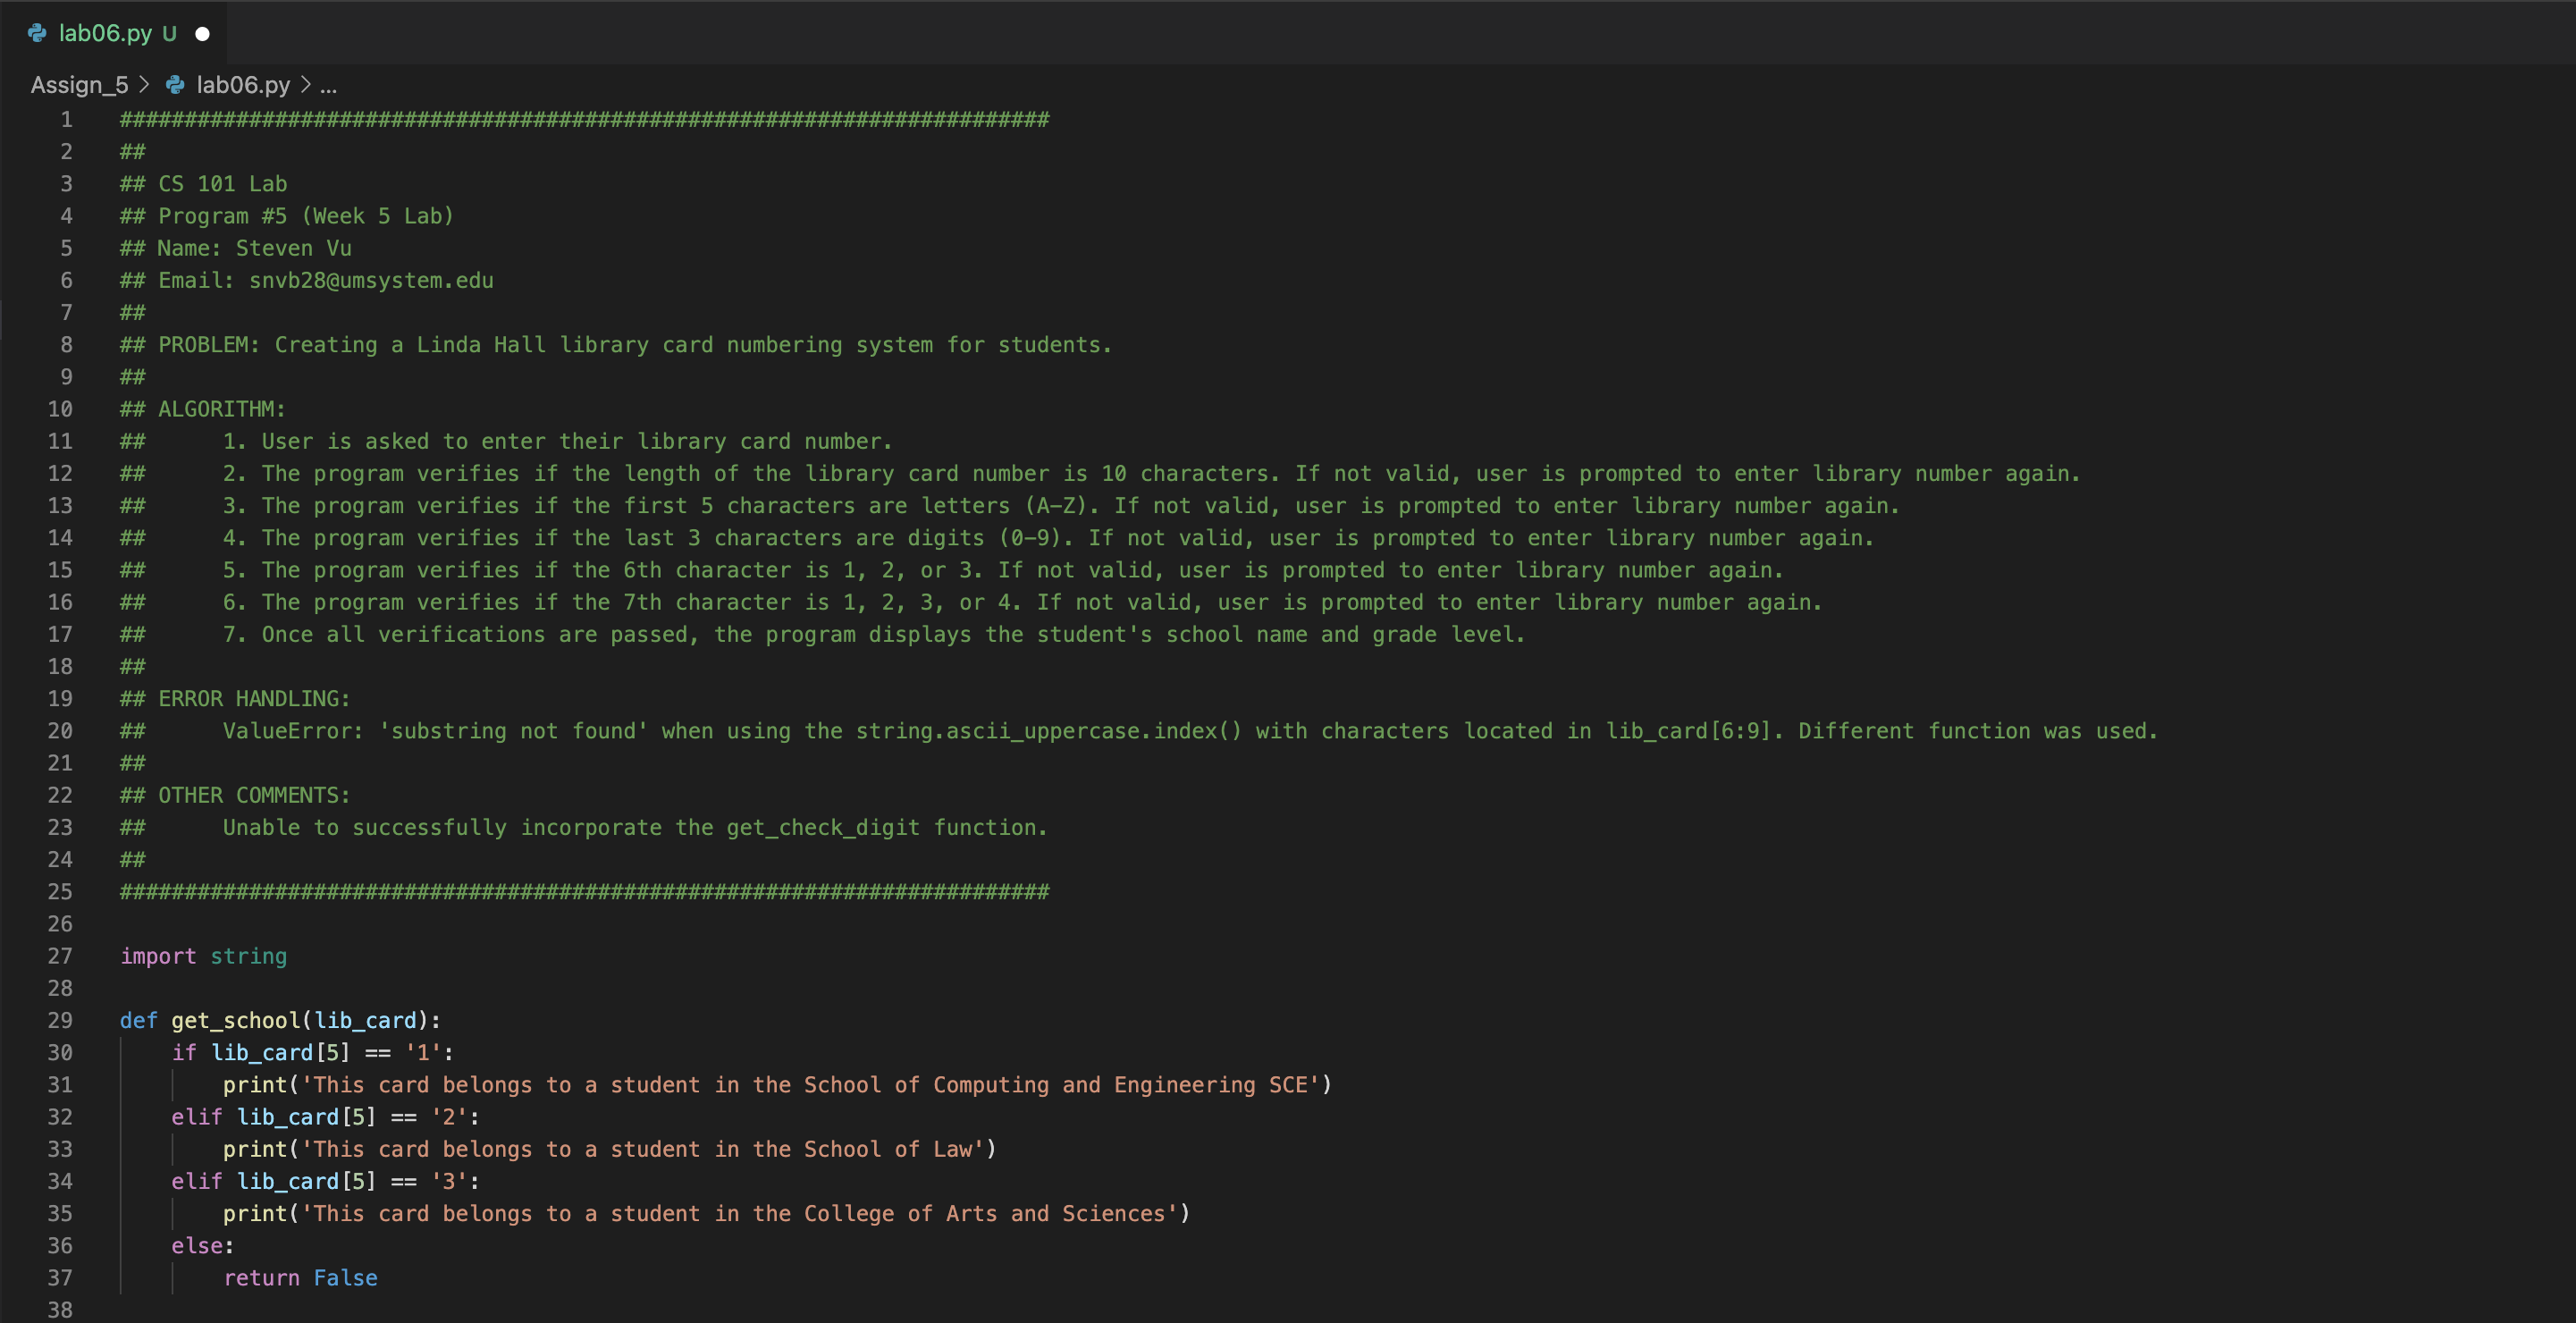 lab06.py U
Assign_5 > lab06.py > ...
1 ########################################################################
2 ##
3 ## CS 101 Lab
4 ## Program #5 (Week 5 Lab)
5 ## Name: Steven Vu
6 ## Email: snvb28@umsystem.edu
7 ##
8 ## PROBLEM: Creating a Linda Hall library card numbering system for students.
9 ##
10 ## ALGORITHM:
11 ##      1. User is asked to enter their library card number.
12 ##      2. The program verifies if the length of the library card number is 10 characters. If not valid, user is prompted to enter library number again.
13 ##      3. The program verifies if the first 5 characters are letters (A-Z). If not valid, user is prompted to enter library number again.
14 ##      4. The program verifies if the last 3 characters are digits (0-9). If not valid, user is prompted to enter library number again.
15 ##      5. The program verifies if the 6th character is 1, 2, or 3. If not valid, user is prompted to enter library number again.
16 ##      6. The program verifies if the 7th character is 1, 2, 3, or 4. If not valid, user is prompted to enter library number again.
17 ##      7. Once all verifications are passed, the program displays the student's school name and grade level.
18 ##
19 ## ERROR HANDLING:
20 ##      ValueError: 'substring not found' when using the string.ascii_uppercase.index() with characters located in lib_card[6:9]. Different function was used.
21 ##
22 ## OTHER COMMENTS:
23 ##      Unable to successfully incorporate the get_check_digit function.
24 ##
25 ########################################################################
26
27 import string
28
29 def get_school(lib_card):
30     if lib_card[5] == '1':
31         print('This card belongs to a student in the School of Computing and Engineering SCE')
32     elif lib_card[5] == '2':
33         print('This card belongs to a student in the School of Law')
34     elif lib_card[5] == '3':
35         print('This card belongs to a student in the College of Arts and Sciences')
36     else:
37         return False
38